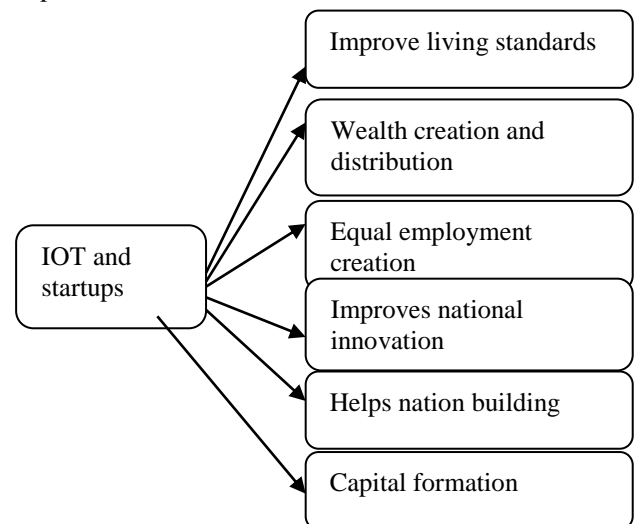 Improve living standards
Wealth creation and
distribution
Equal employment
creation
IOT and
startups
Improves national
innovation
Helps nation building
Capital formation